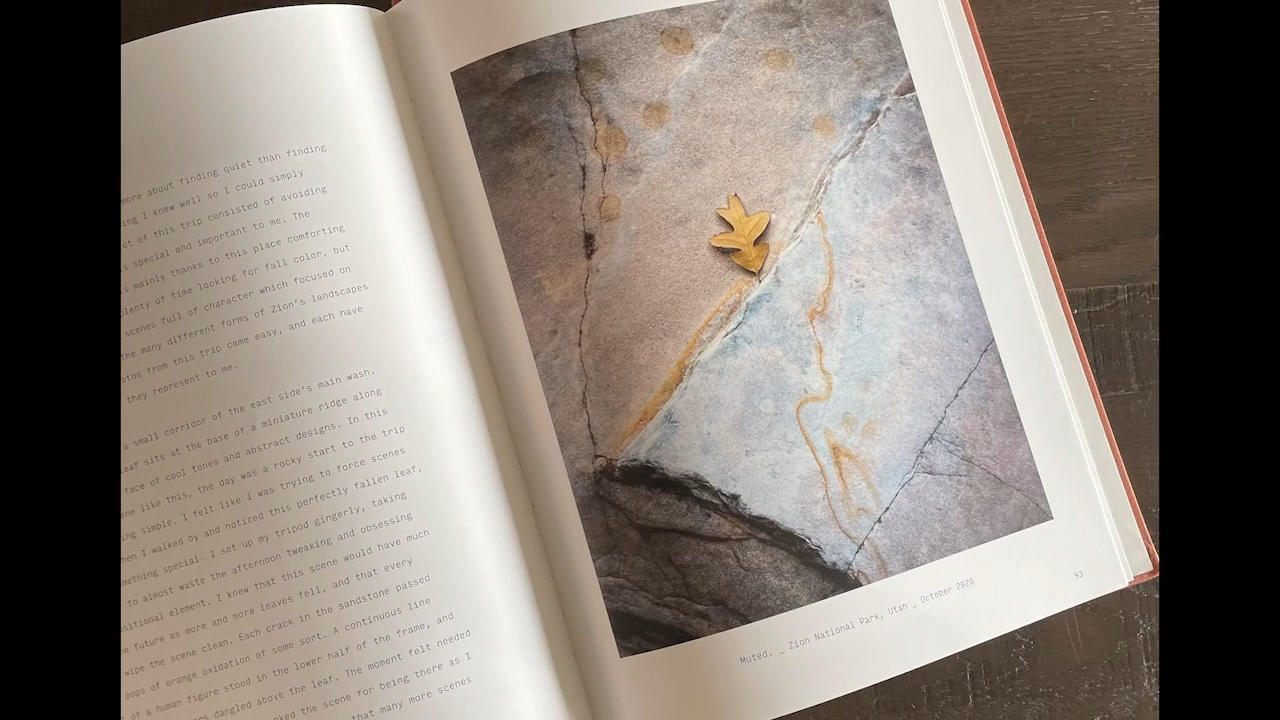 more about finding quiet than finding
ing I knew well so I could simply
ot of this trip consisted of avoiding
s special and important to me. The
s mainly thanks to this place comforting
plenty of time looking for fall color, but
scenes full of character which focused on
the many different forms of Zion's landscapes
otos from this trip came easy, and each have
they represent to me.
a small corridor of the east side's main wash.
leaf sits at the base of a miniature ridge along
face of cool tones and abstract designs. In this
ene like this, the day was a rocky start to the trip
ing simple. I felt like I was trying to force scenes
hen I walked by and noticed this perfectly fallen leaf,
mething special. I set up my tripod gingerly, taking
to almost waste the afternoon tweaking and obsessing
sitional element. I knew that this scene would have much
e future as more and more leaves fell, and that every
wipe the scene clean. Each crack in the sandstone passed
pops of orange oxidation of some sort. A continuous line
of a human figure stood in the lower half of the frame, and
ers dangled above the leaf. The moment felt needed
ked the scene for being there as I
that many more scenes
Muted. _ Zion National Park, Utah _ October 2020
93